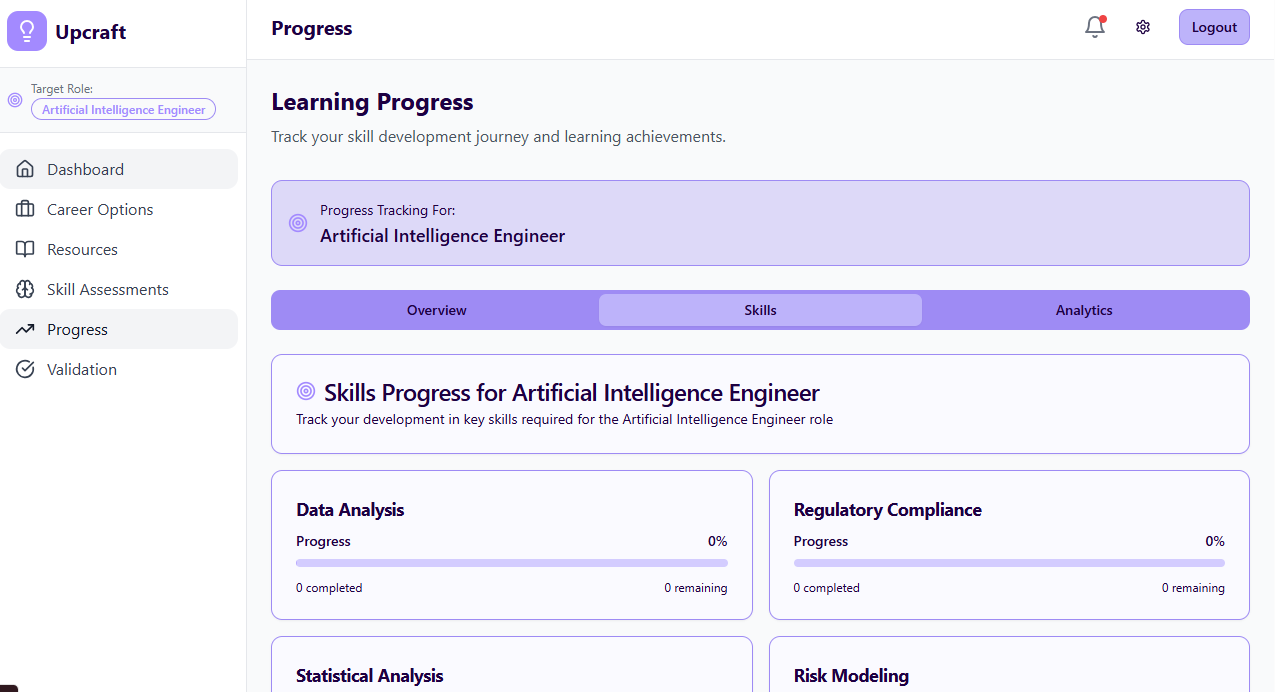 Upcraft
Progress
Logout
Target Role:
Artificial Intelligence Engineer
Dashboard
Career Options
Resources
Skill Assessments
Progress
Validation
Learning Progress
Track your skill development journey and learning achievements.
Progress Tracking For:
Artificial Intelligence Engineer
Overview Skills Analytics
Skills Progress for Artificial Intelligence Engineer
Track your development in key skills required for the Artificial Intelligence Engineer role
Data Analysis
Progress 0%
0 completed 0 remaining
Regulatory Compliance
Progress 0%
0 completed 0 remaining
Statistical Analysis
Risk Modeling